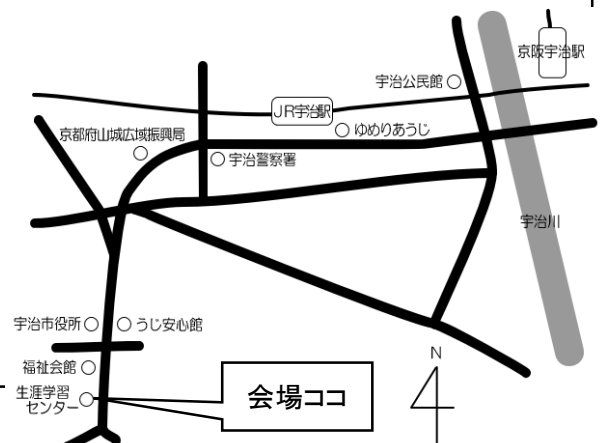 京阪宇治駅
宇治公民館
JR宇治駅
ゆめりあうじ
京都府山城広域振興局
宇治警察署
宇治川
宇治市役所
うじ安心館
福祉会館
N
生涯学習
センター
会場ココ